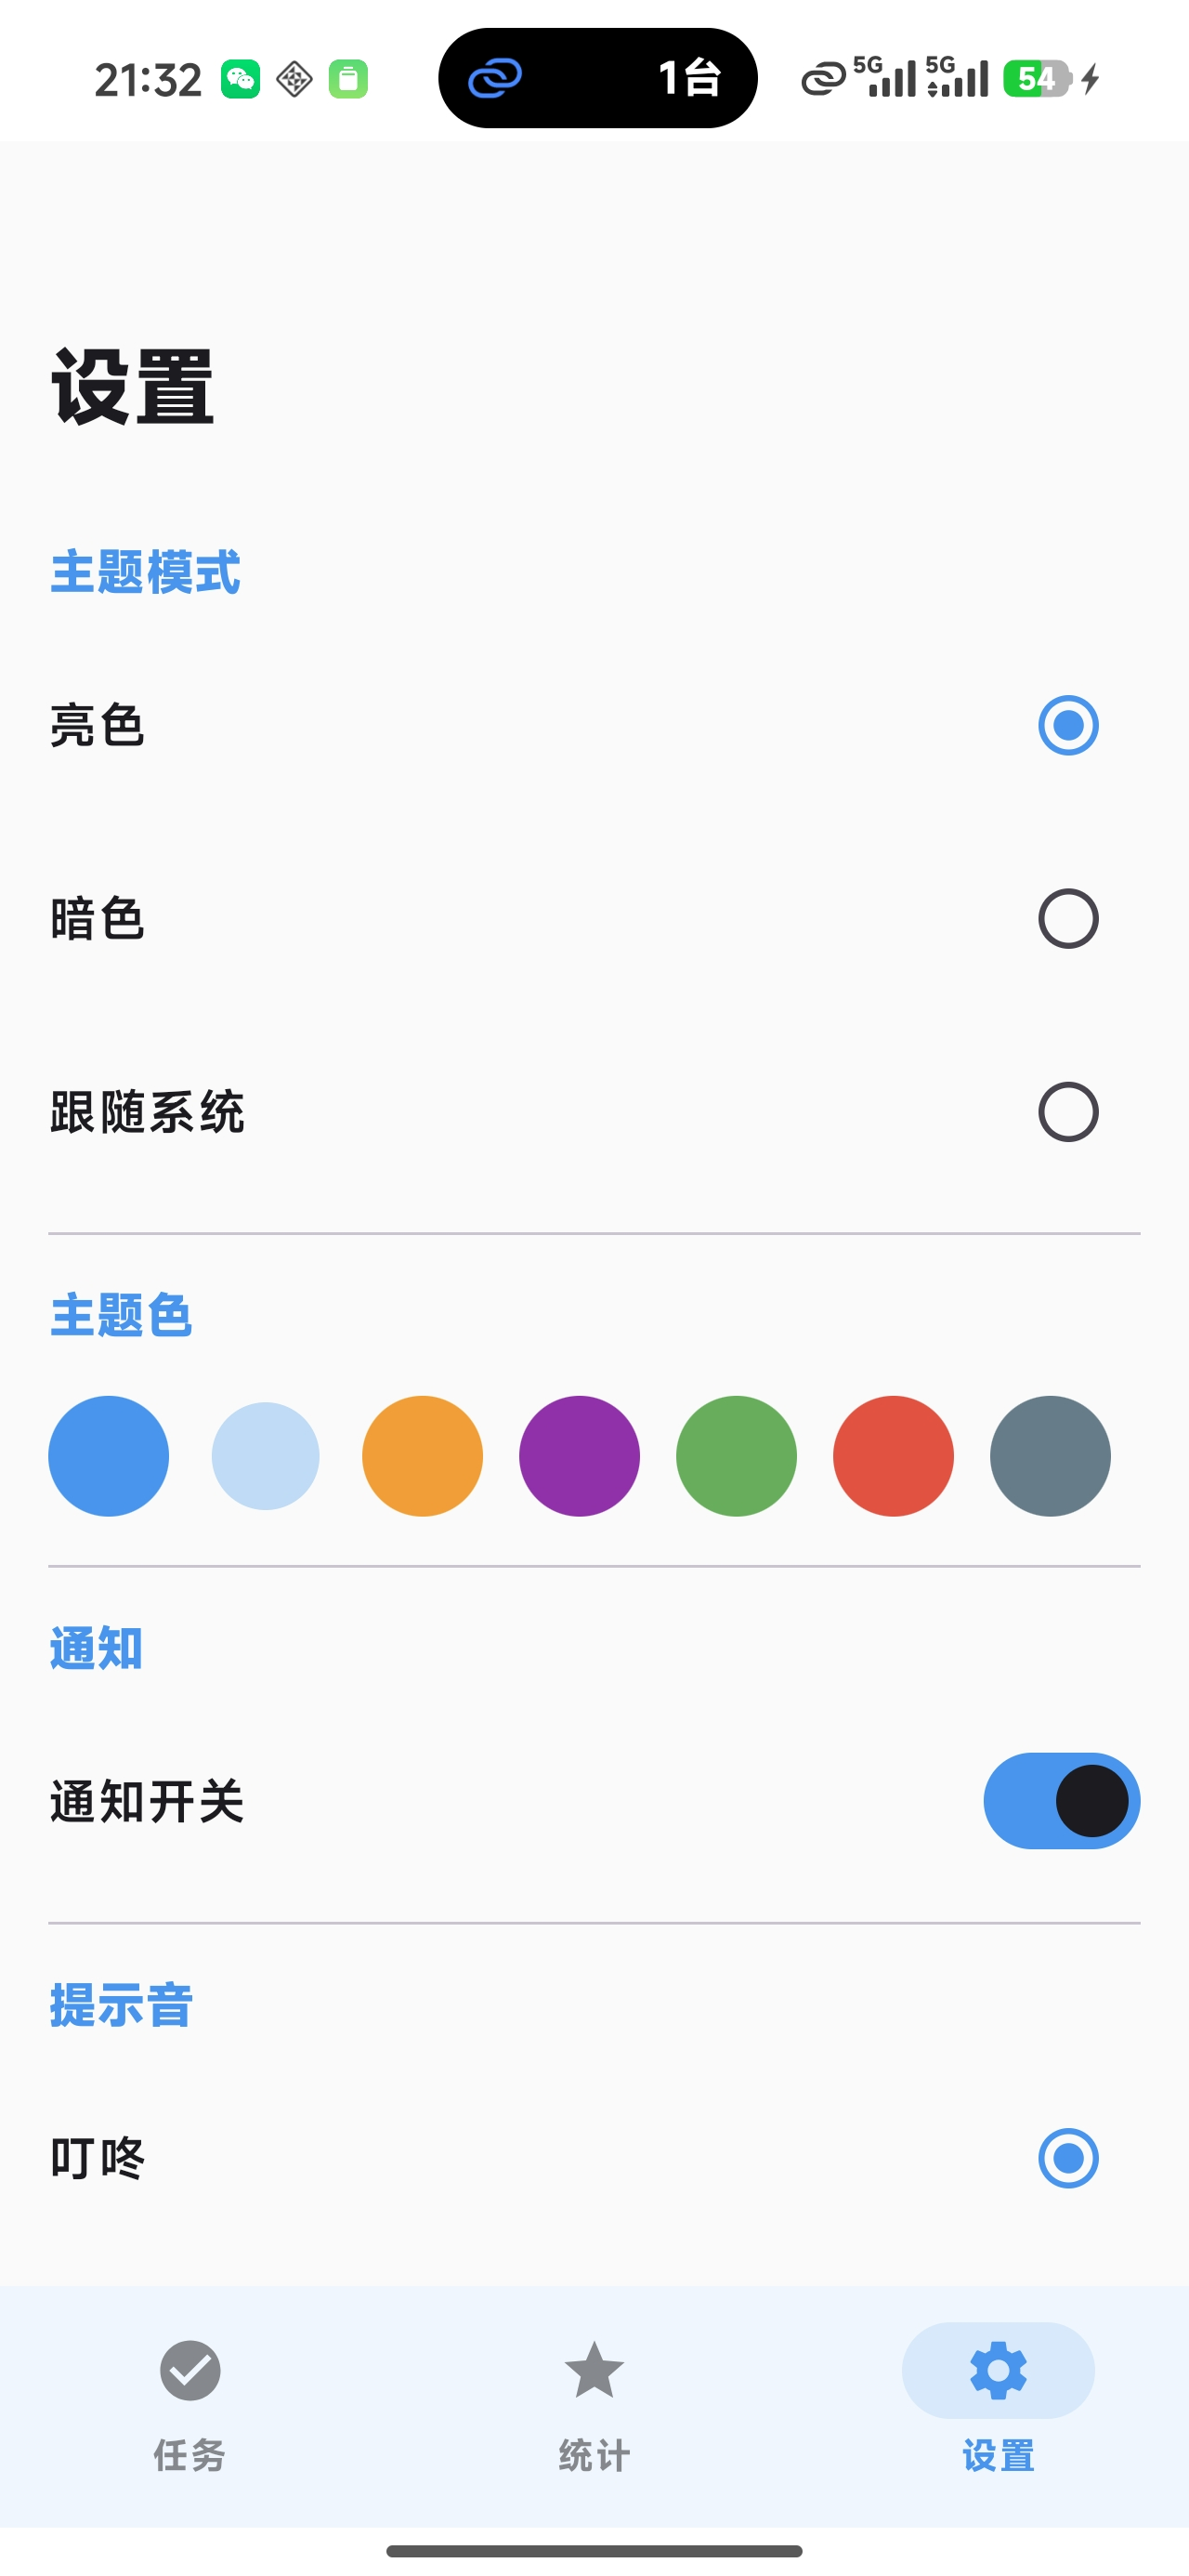 21:32
1台
5G 5G 54
设置
主题模式
亮色
暗色
跟随系统
主题色
通知
通知开关
提示音
叮咚
任务 统计 设置